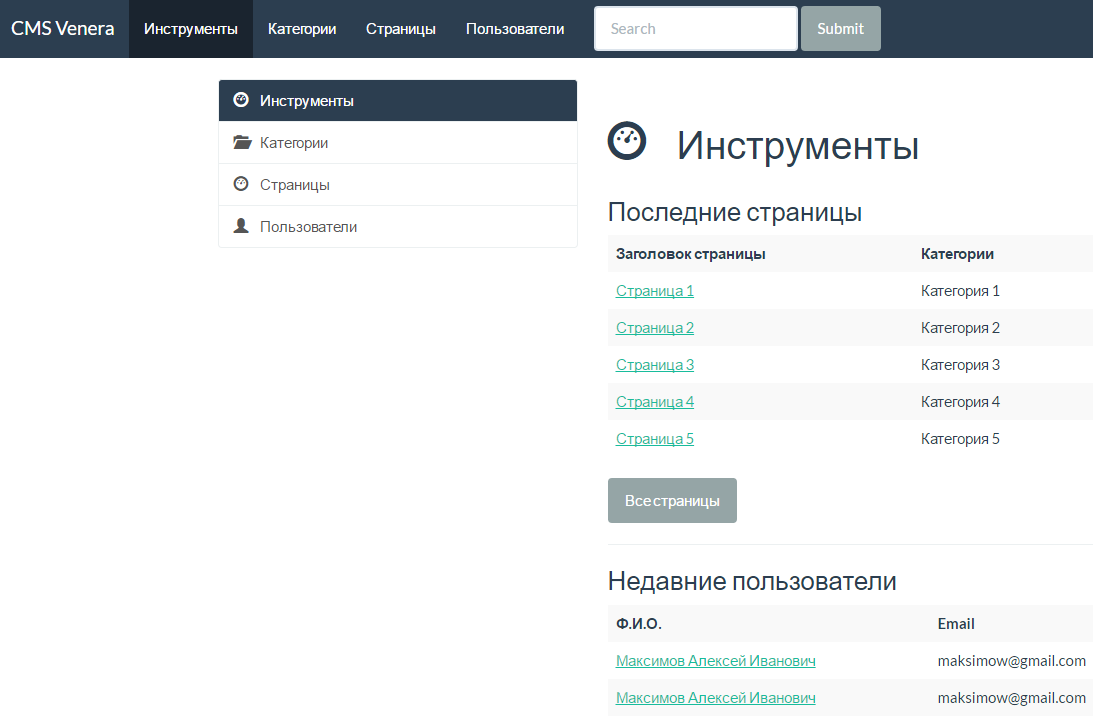 CMS Venera Инструменты Категории Страницы Пользователи Search Submit
Инструменты
Категории
Страницы
Пользователи
Инструменты
Последние страницы
Заголовок страницы Категории
Страница 1 Категория 1
Страница 2 Категория 2
Страница 3 Категория 3
Страница 4 Категория 4
Страница 5 Категория 5
Все страницы
Недавние пользователи
Ф.И.О. Email
Максимов Алексей Иванович maksimow@gmail.com
Максимов Алексей Иванович maksimow@gmail.com